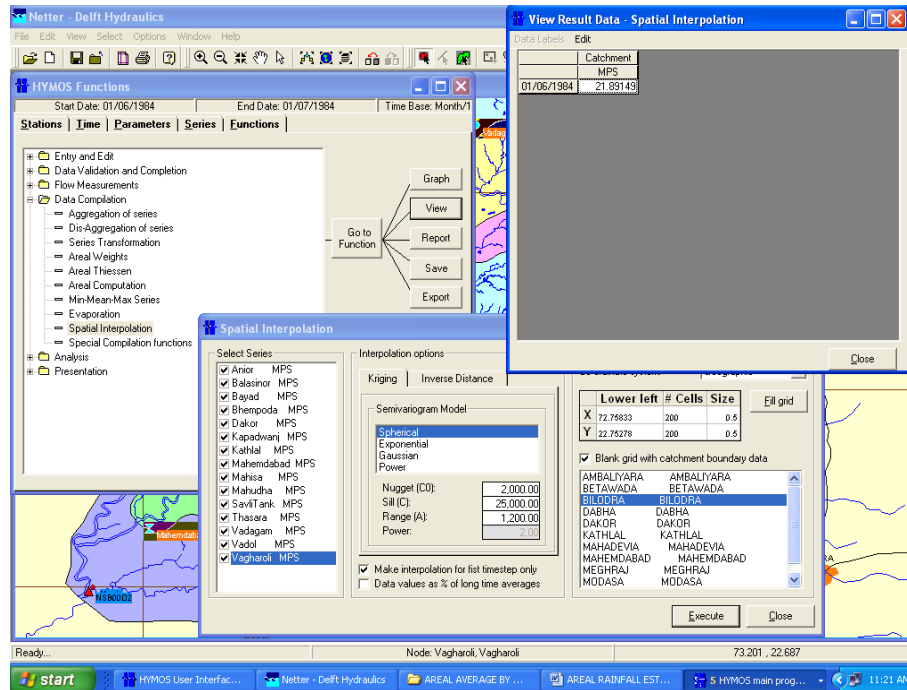 Netter - Delft Hydraulics
File Edit View Select Options Window Help
HYMOS Functions
Start Date: 01/06/1984 End Date: 01/07/1984 Time Base: Month/1
Stations Time Parameters Series Functions
Entry and Edit
Data Validation and Completion
Flow Measurements
Data Compilation
Aggregation of series
Dis-Aggregation of series
Series Transformation
Areal Weights
Areal Thiessen
Areal Computation
Min-Mean-Max Series
Evaporation
Spatial Interpolation
Special Compilation functions
Analysis
Presentation
Go to Function
Graph
View
Report
Save
Export
View Result Data - Spatial Interpolation
Data Labels Edit
Catchment
MPS
01/06/1984 21.89149
Close
Spatial Interpolation
Select Series
Anior MPS
Balasinor MPS
Bayad MPS
Bhempoda MPS
Dakor MPS
Kapadwanj MPS
Kathlal MPS
Mahemdabad MPS
Mahisa MPS
Mahudha MPS
SavliTank MPS
Thasara MPS
Vadagam MPS
Vadol MPS
Vagharoli MPS
Interpolation options
Kriging Inverse Distance
Semivariogram Model
Spherical
Exponential
Gaussian
Power
Nugget (C0): 2,000.00
Sill (C): 25,000.00
Range (A): 1,200.00
Power: 2.00
Make interpolation for fist timestep only
Data values as % of long time averages
Lower left # Cells Size
X 72.75833 200 0.5
Y 22.75278 200 0.5
Fill grid
Blank grid with catchment boundary data
AMBALIYARA AMBALIYARA
BETAWADA BETAWADA
BILODRA BILODRA
DABHA DABHA
DAKOR DAKOR
KATHLAL KATHLAL
MAHADEVIA MAHADEVIA
MAHEMDABAD MAHEMDABAD
MEGHRAJ MEGHRAJ
MODASA MODASA
Execute Close
NSB00D2
Ready... Node: Vagharoli, Vagharoli 73.201 , 22.687
start HYMOS User Interfac... Netter - Delft Hydraulics AREAL AVERAGE BY ... AREAL RAINFALL EST... 5 HYMOS main prog... 11:21 AM